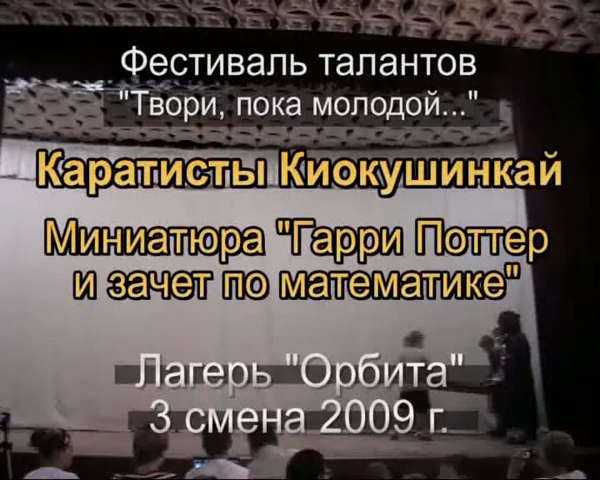 Фестиваль талантов
"Твори, пока молодой..."
Каратисты Киокушинкай
Миниатюра "Гарри Поттер
и зачет по математике"
Лагерь "Орбита"
3 смена 2009 г.